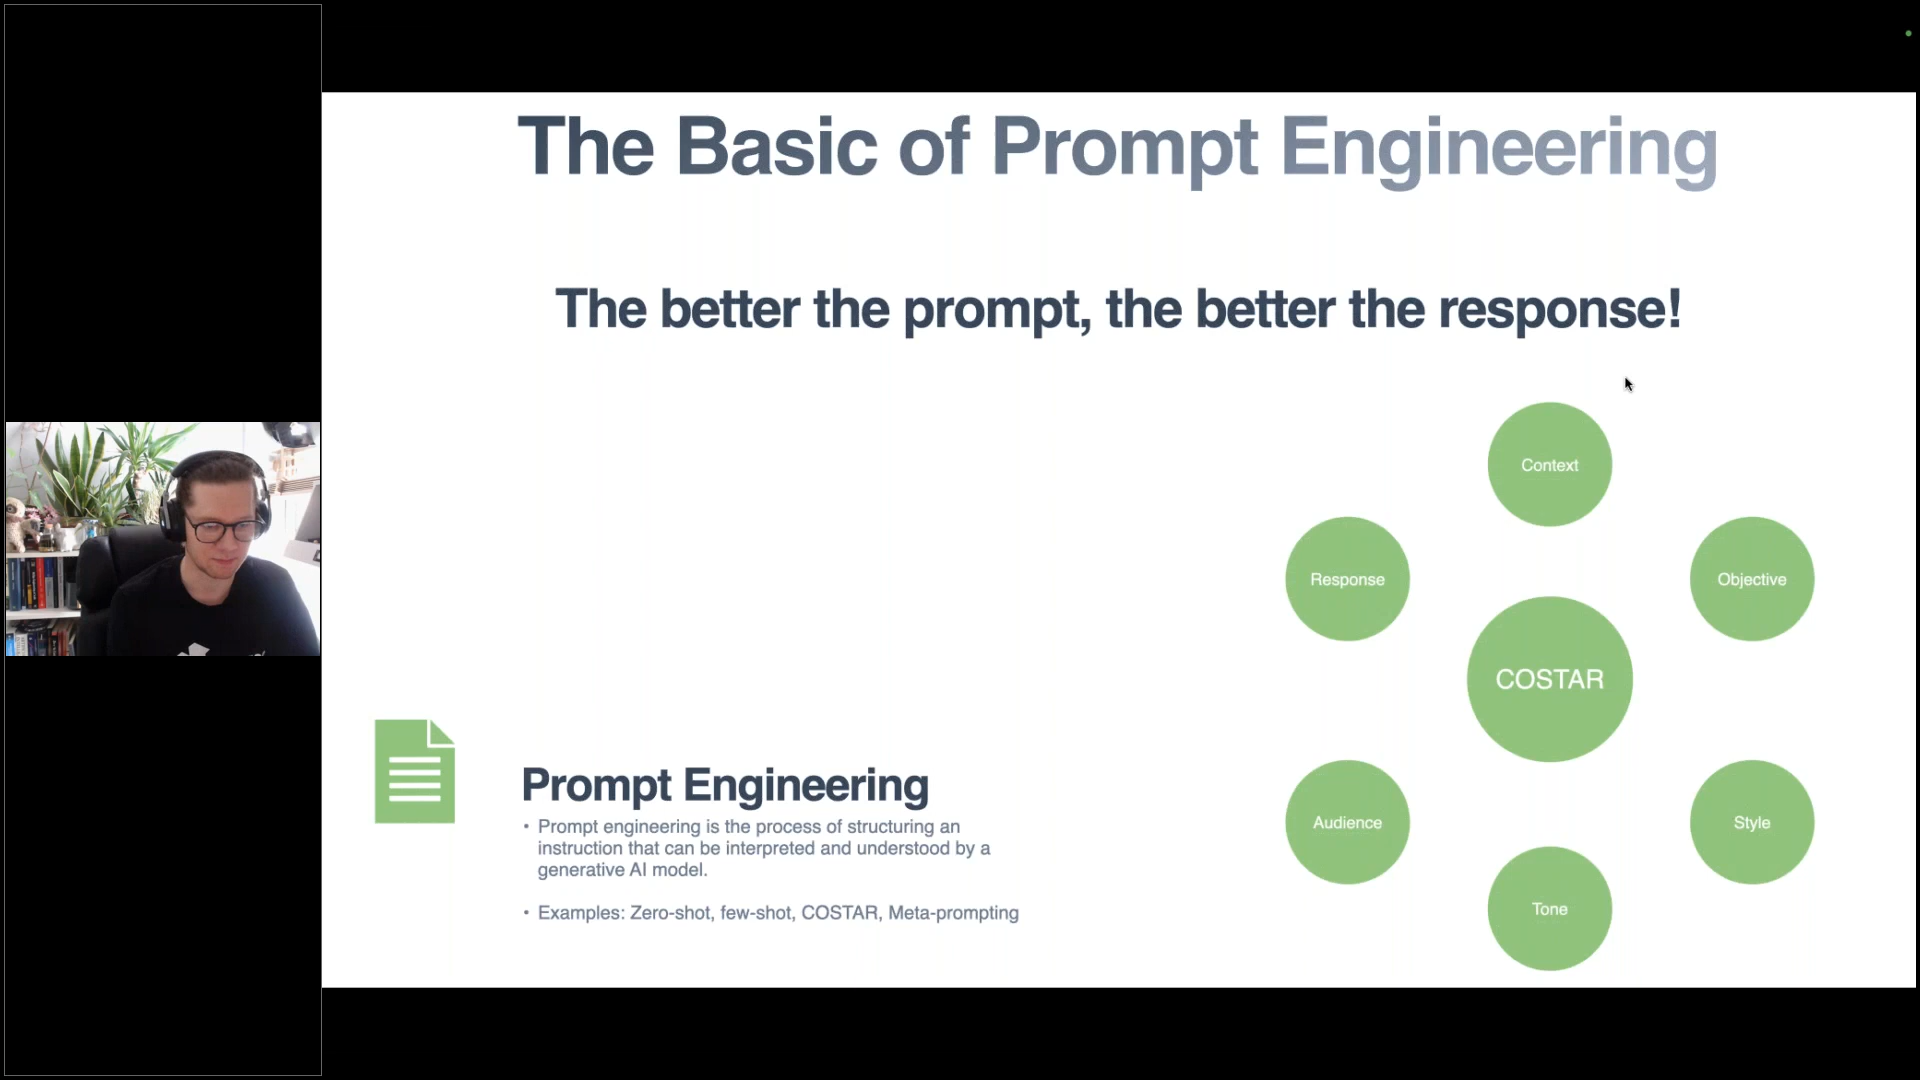 The Basic of Prompt Engineering
The better the prompt, the better the response!
Context
Response
Objective
COSTAR
Audience
Style
Tone
Prompt Engineering
• Prompt engineering is the process of structuring an
instruction that can be interpreted and understood by a
generative AI model.
• Examples: Zero-shot, few-shot, COSTAR, Meta-prompting